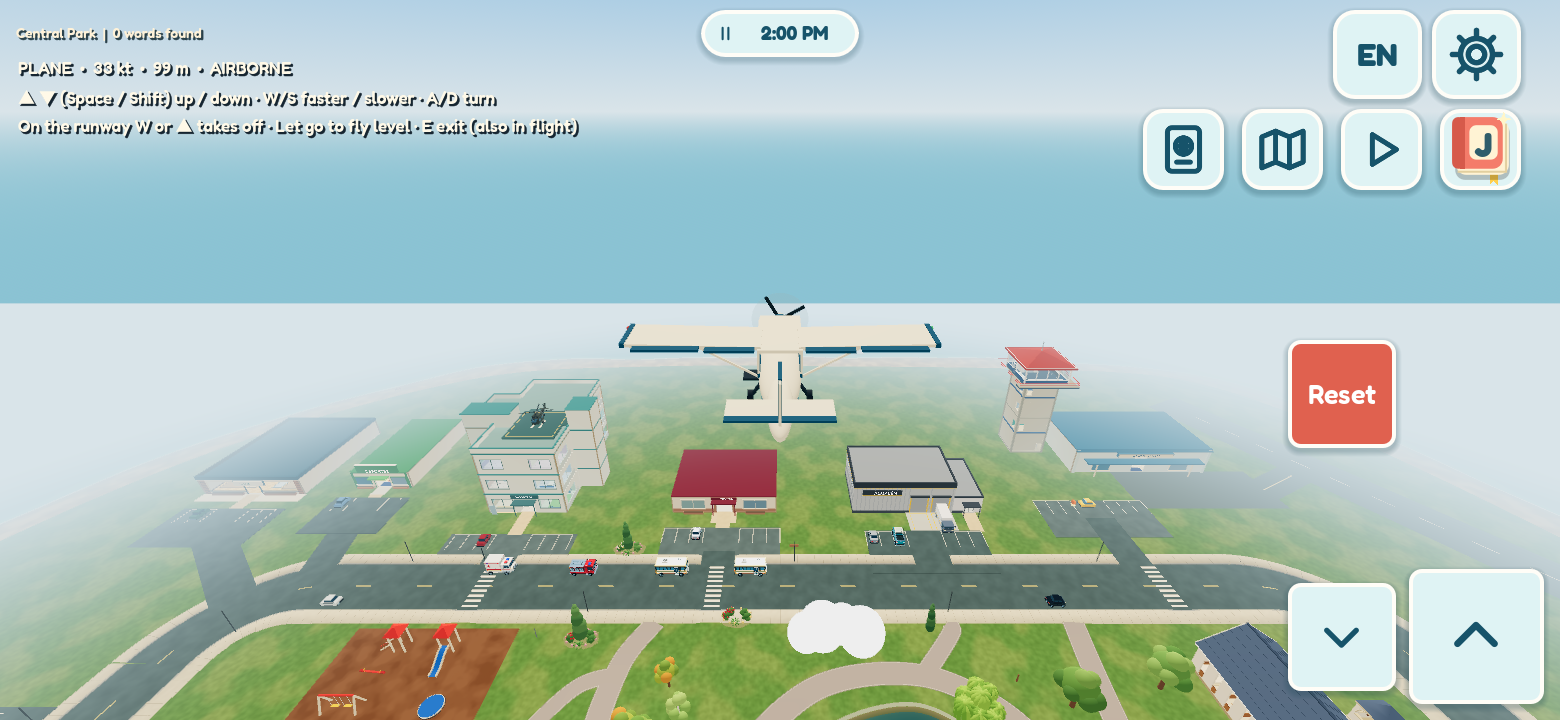 Central Park | 0 words found
2:00 PM
EN
PLANE • 33 kt • 99 m • AIRBORNE
▲ ▼ (Space / Shift) up / down · W/S faster / slower · A/D turn
On the runway W or ▲ takes off · Let go to fly level · E exit (also in flight)
J
Reset